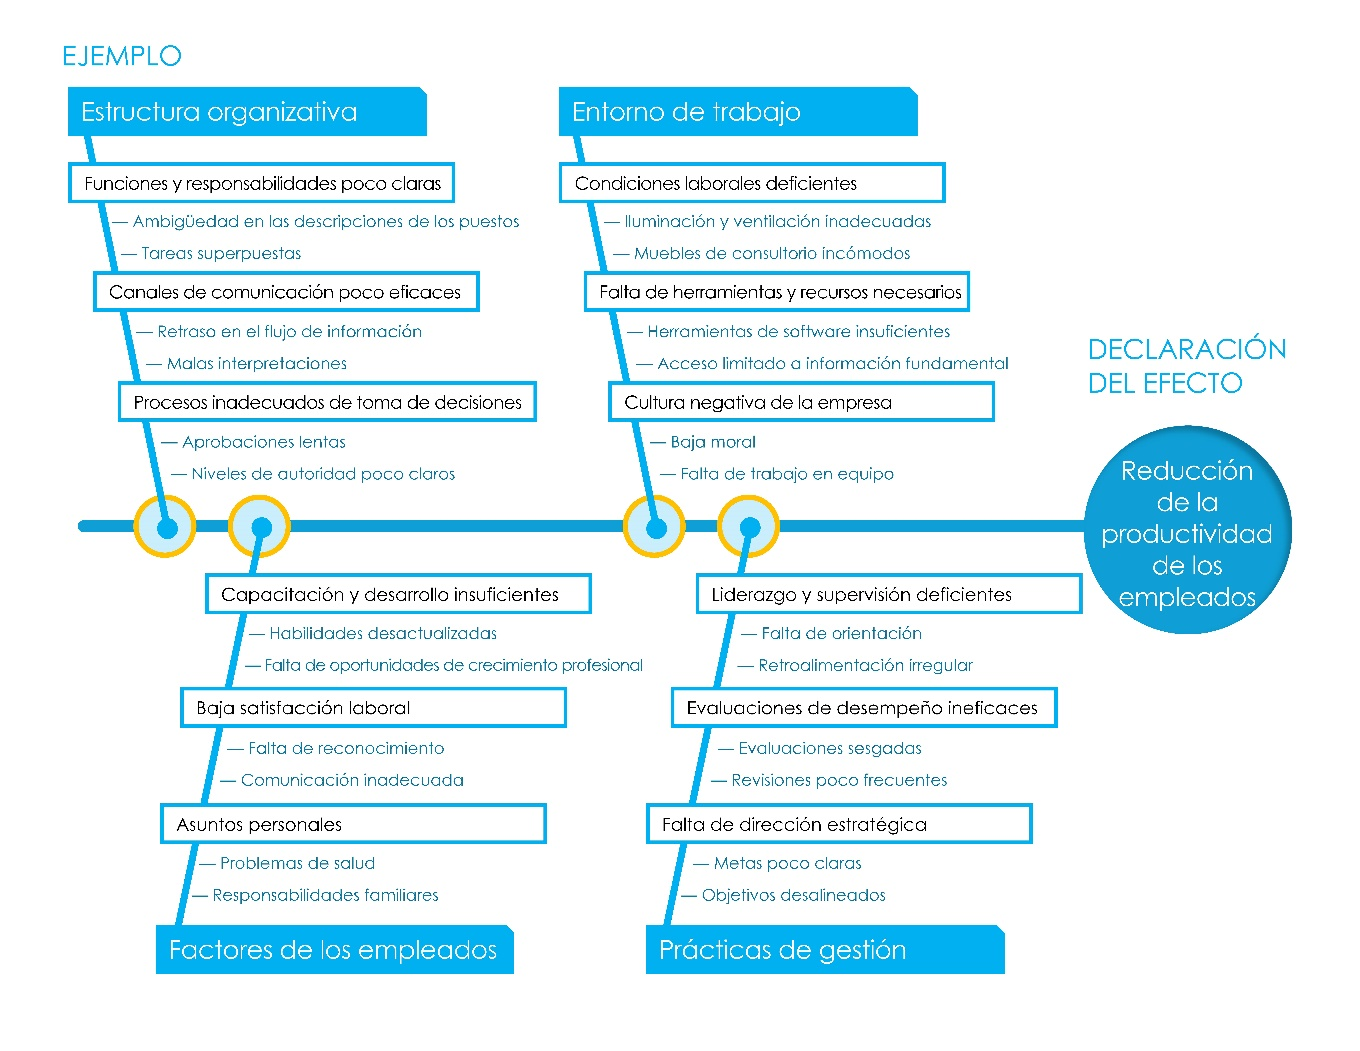 EJEMPLO
Estructura organizativa
Funciones y responsabilidades poco claras
— Ambigüedad en las descripciones de los puestos
— Tareas superpuestas
Canales de comunicación poco eficaces
— Retraso en el flujo de información
— Malas interpretaciones
Procesos inadecuados de toma de decisiones
— Aprobaciones lentas
— Niveles de autoridad poco claros
Entorno de trabajo
Condiciones laborales deficientes
— Iluminación y ventilación inadecuadas
— Muebles de consultorio incómodos
Falta de herramientas y recursos necesarios
— Herramientas de software insuficientes
— Acceso limitado a información fundamental
Cultura negativa de la empresa
— Baja moral
— Falta de trabajo en equipo
DECLARACIÓN
DEL EFECTO
Reducción
de la
productividad
de los
empleados
Capacitación y desarrollo insuficientes
— Habilidades desactualizadas
— Falta de oportunidades de crecimiento profesional
Baja satisfacción laboral
— Falta de reconocimiento
— Comunicación inadecuada
Asuntos personales
— Problemas de salud
— Responsabilidades familiares
Factores de los empleados
Liderazgo y supervisión deficientes
— Falta de orientación
— Retroalimentación irregular
Evaluaciones de desempeño ineficaces
— Evaluaciones sesgadas
— Revisiones poco frecuentes
Falta de dirección estratégica
— Metas poco claras
— Objetivos desalineados
Prácticas de gestión